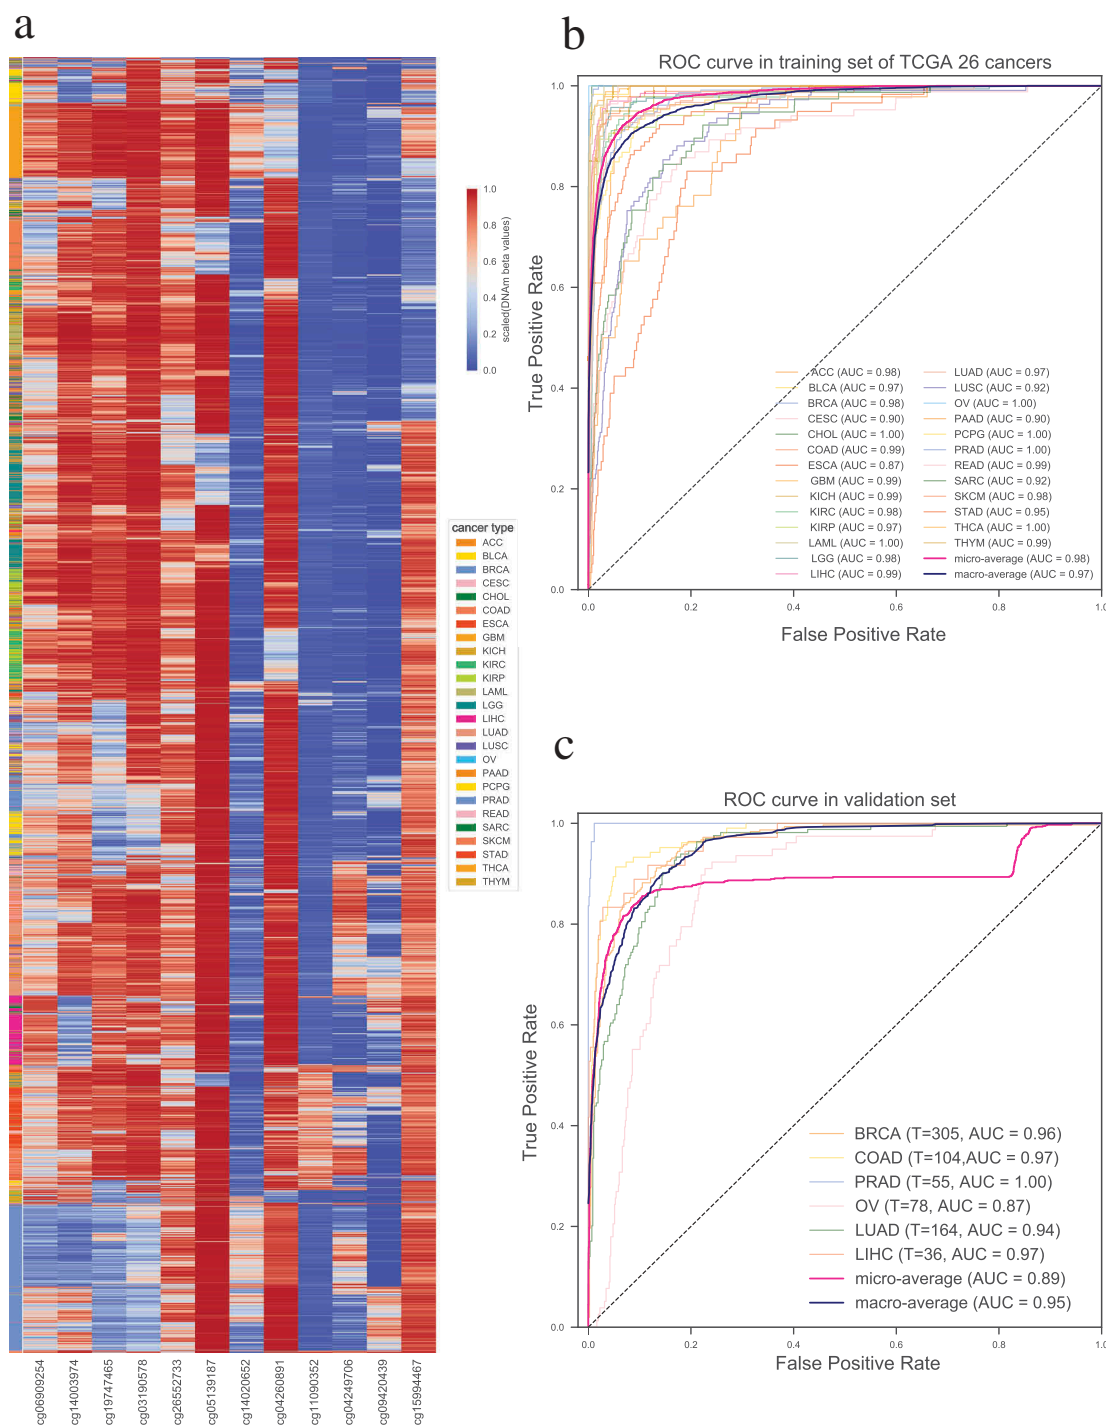 a
1.0
0.8
0.6
0.4
0.2
0.0
scaled(DNAm beta values)
cancer type
ACC
BLCA
BRCA
CESC
CHOL
COAD
ESCA
GBM
KICH
KIRC
KIRP
LAML
LGG
LIHC
LUAD
LUSC
OV
PAAD
PCPG
PRAD
READ
SARC
SKCM
STAD
THCA
THYM
cg06909254
cg14003974
cg19747465
cg03190578
cg26552733
cg05139187
cg14020652
cg04260891
cg11090352
cg04249706
cg09420439
cg15994467
b
ROC curve in training set of TCGA 26 cancers
1.0
0.8
0.6
0.4
0.2
0.0
True Positive Rate
ACC (AUC = 0.98)
BLCA (AUC = 0.97)
BRCA (AUC = 0.98)
CESC (AUC = 0.90)
CHOL (AUC = 1.00)
COAD (AUC = 0.99)
ESCA (AUC = 0.87)
GBM (AUC = 0.99)
KICH (AUC = 0.99)
KIRC (AUC = 0.98)
KIRP (AUC = 0.97)
LAML (AUC = 1.00)
LGG (AUC = 0.98)
LIHC (AUC = 0.99)
LUAD (AUC = 0.97)
LUSC (AUC = 0.92)
OV (AUC = 1.00)
PAAD (AUC = 0.90)
PCPG (AUC = 1.00)
PRAD (AUC = 1.00)
READ (AUC = 0.99)
SARC (AUC = 0.92)
SKCM (AUC = 0.98)
STAD (AUC = 0.95)
THCA (AUC = 1.00)
THYM (AUC = 0.99)
micro-average (AUC = 0.98)
macro-average (AUC = 0.97)
0.0 0.2 0.4 0.6 0.8 1.0
False Positive Rate
c
ROC curve in validation set
1.0
0.8
0.6
0.4
0.2
0.0
True Positive Rate
BRCA (T=305, AUC = 0.96)
COAD (T=104,AUC = 0.97)
PRAD (T=55, AUC = 1.00)
OV (T=78, AUC = 0.87)
LUAD (T=164, AUC = 0.94)
LIHC (T=36, AUC = 0.97)
micro-average (AUC = 0.89)
macro-average (AUC = 0.95)
0.0 0.2 0.4 0.6 0.8 1.0
False Positive Rate